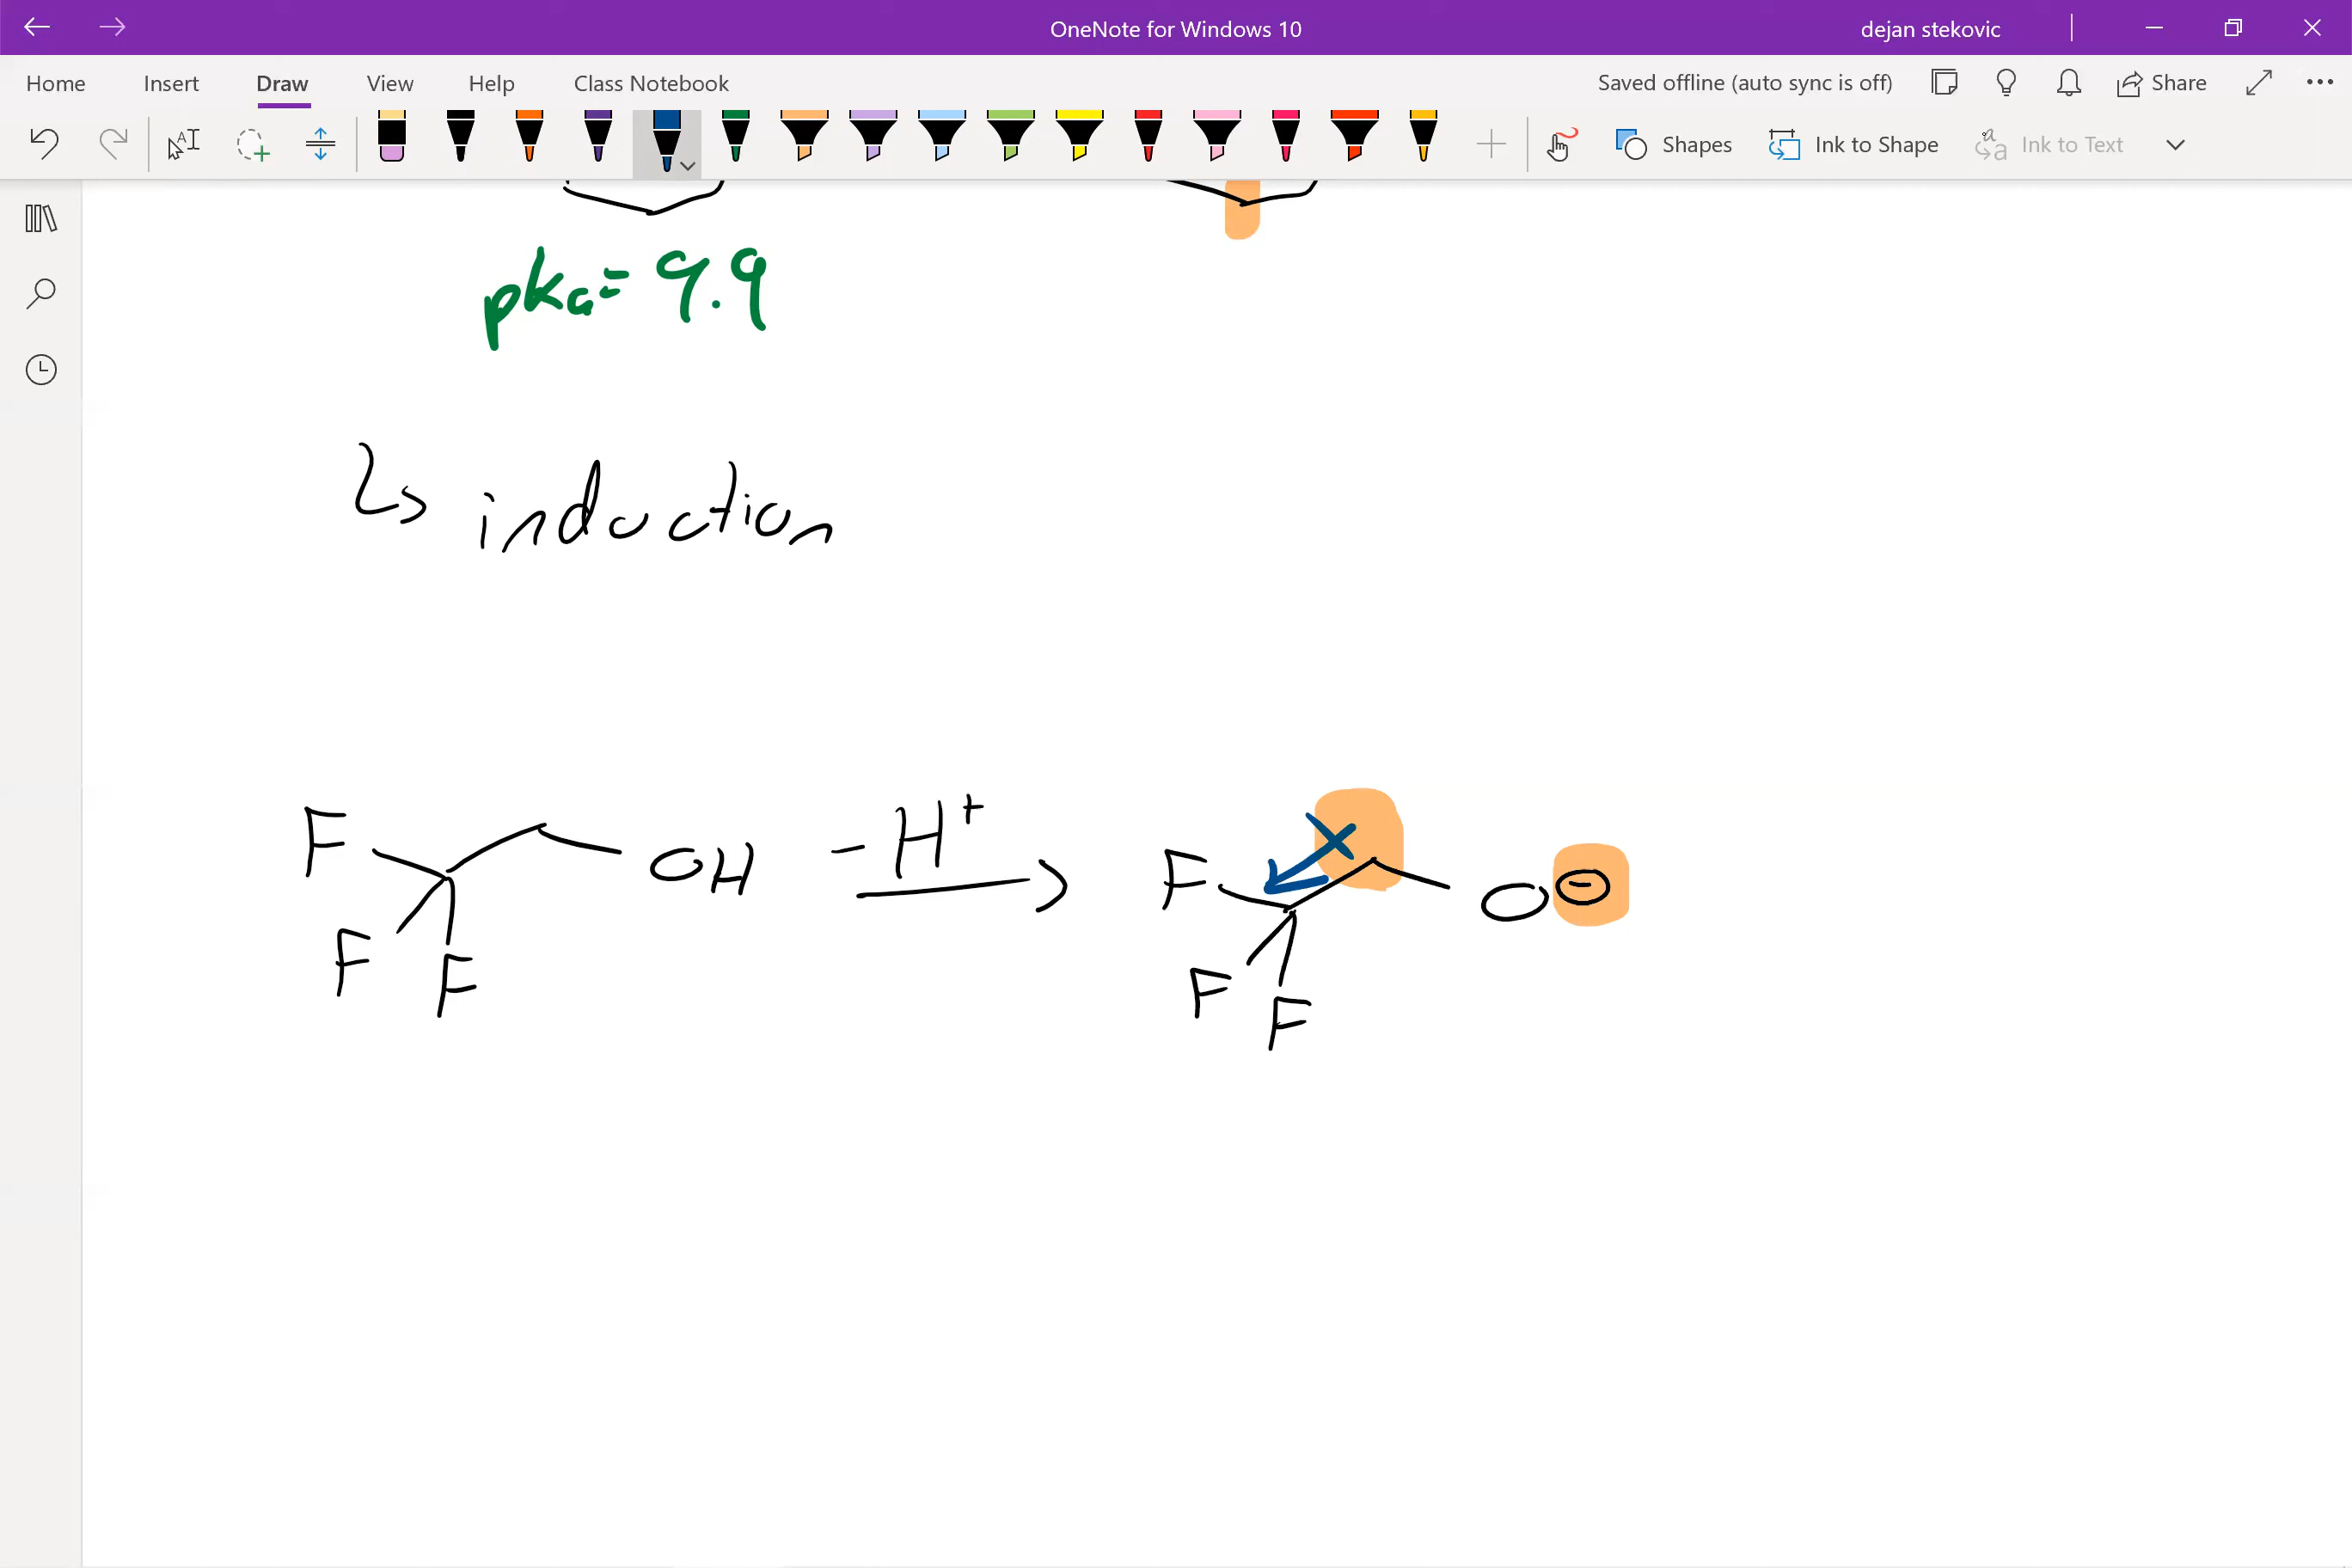 OneNote for Windows 10
dejan stekovic
Home Insert Draw View Help Class Notebook
Saved offline (auto sync is off) Share
Shapes Ink to Shape Ink to Text
pka= 9.9
↳ induction
F OH -H+ F O⊖
F F F F